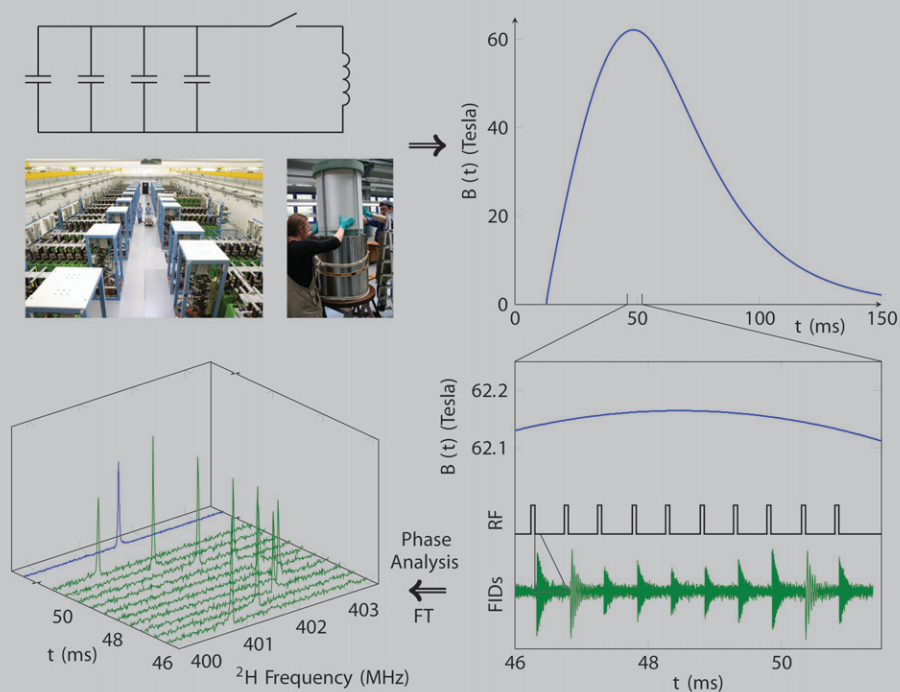 B (t) (Tesla)
60
40
20
0
0
50
100
150
t (ms)
B (t) (Tesla)
62.2
62.1
RF
FIDs
46
48
50
t (ms)
Phase
Analysis
FT
50
48
46
t (ms)
400
401
402
403
²H Frequency (MHz)